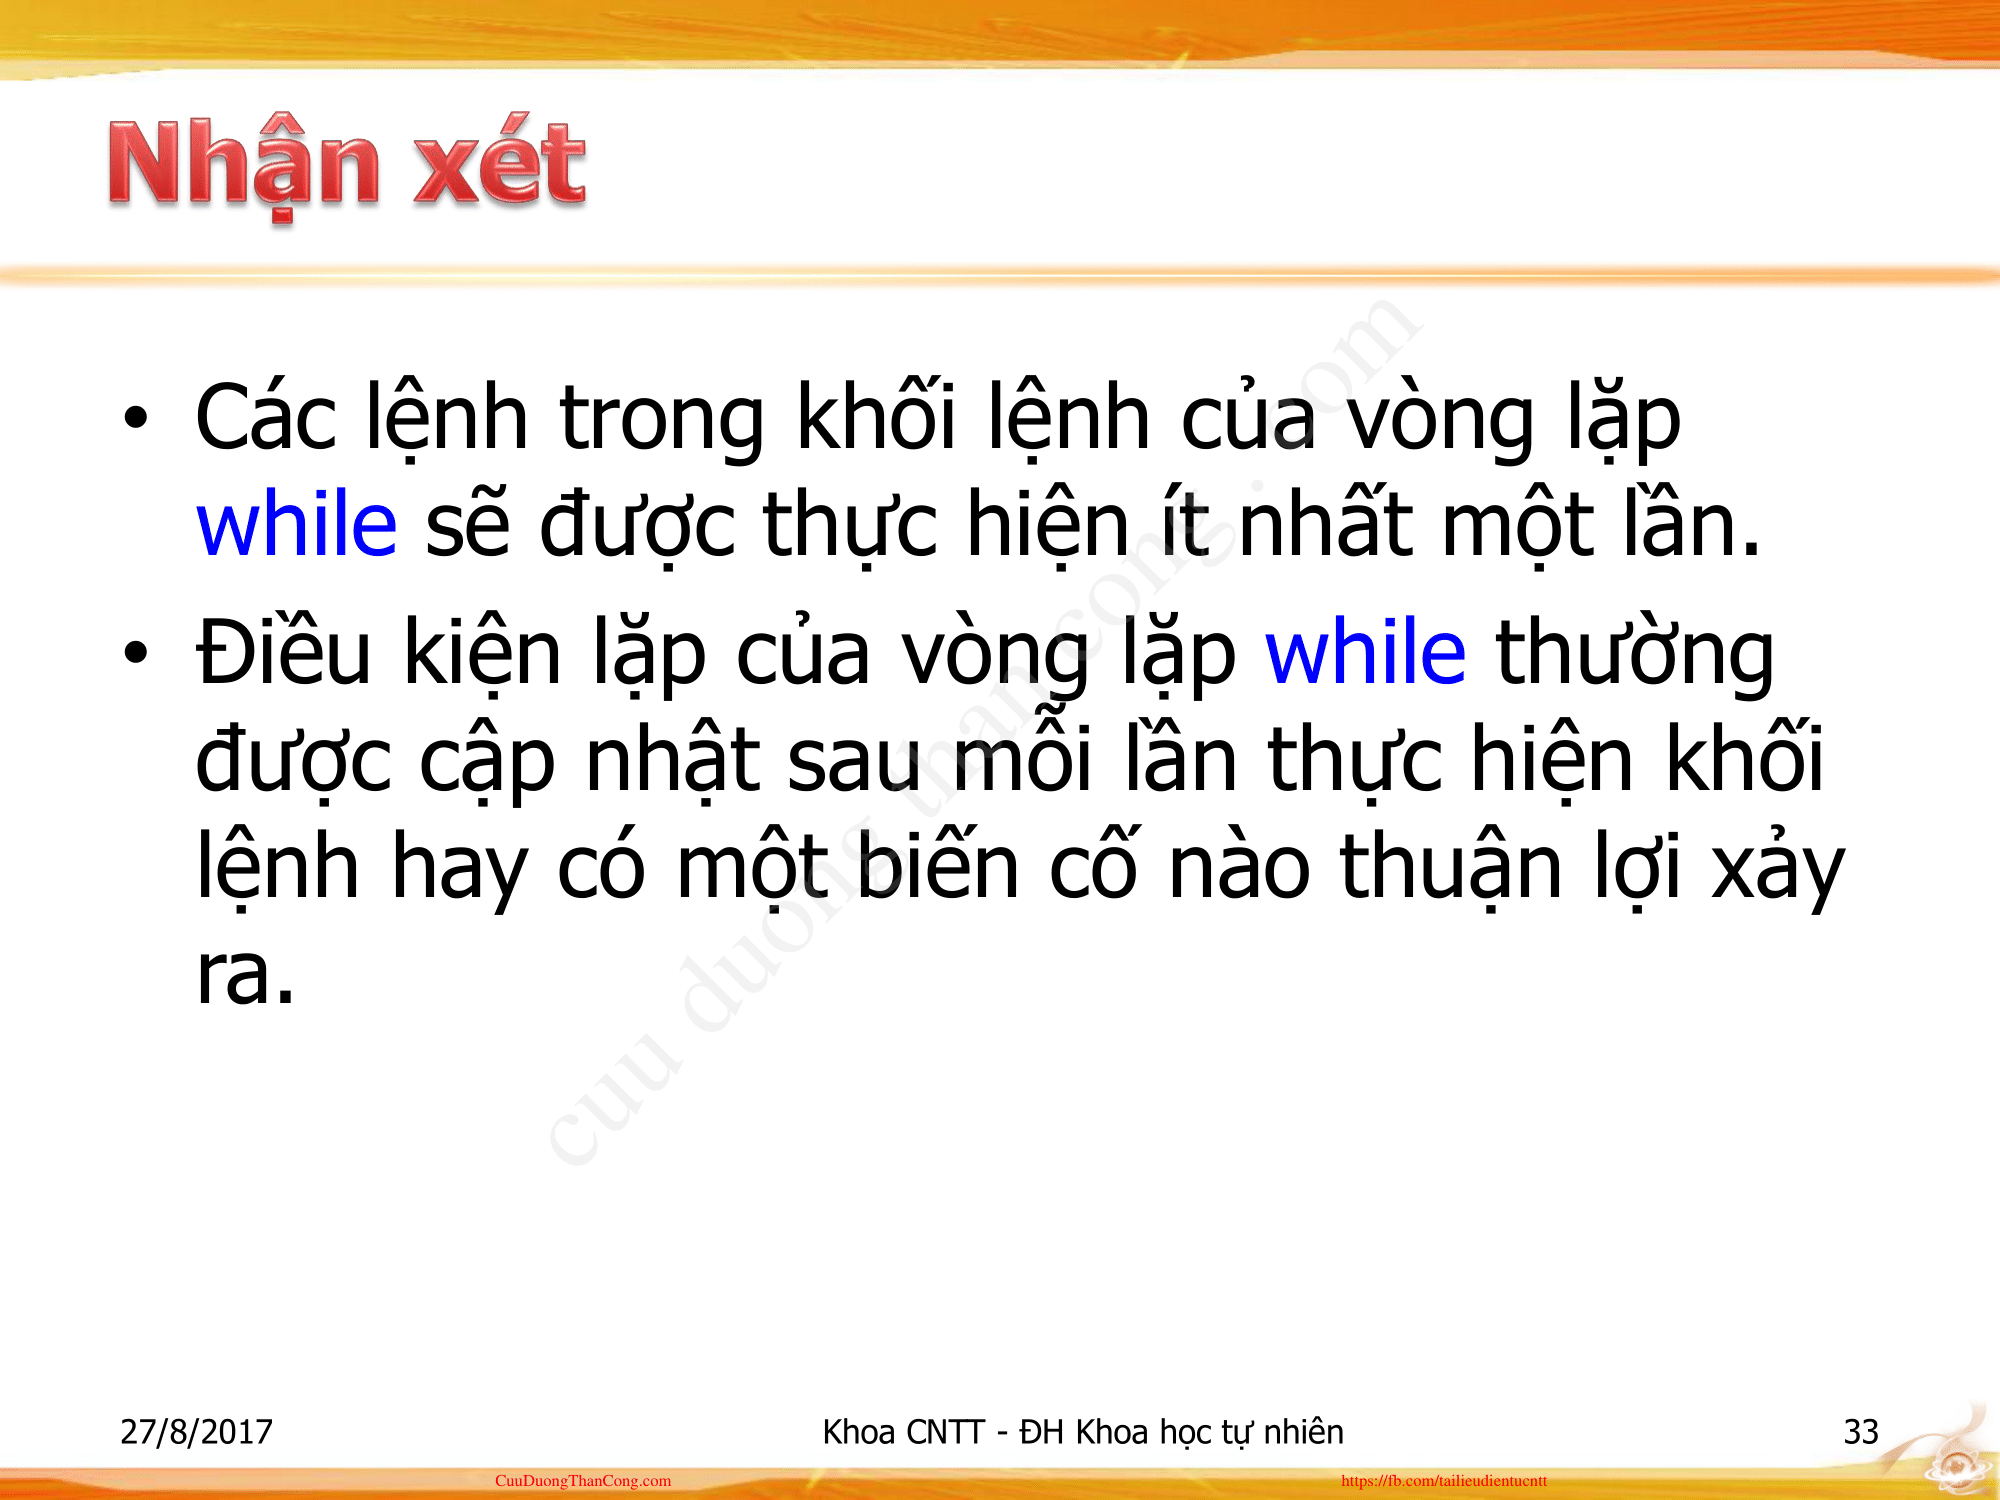 Nhận xét
• Các lệnh trong khối lệnh của vòng lặp
while sẽ được thực hiện ít nhất một lần.
• Điều kiện lặp của vòng lặp while thường
được cập nhật sau mỗi lần thực hiện khối
lệnh hay có một biến cố nào thuận lợi xảy
ra.
cuu duong than cong . com
27/8/2017
Khoa CNTT - ĐH Khoa học tự nhiên
33
CuuDuongThanCong.com
https://fb.com/tailieudientucntt